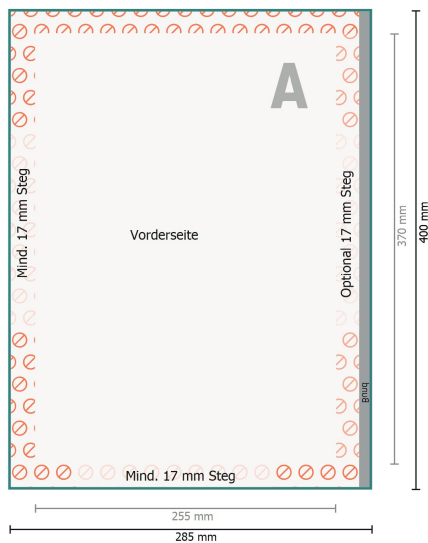 A
Mind. 17 mm Steg
Vorderseite
Optional 17 mm Steg
370 mm
400 mm
Bund
Mind. 17 mm Steg
255 mm
285 mm